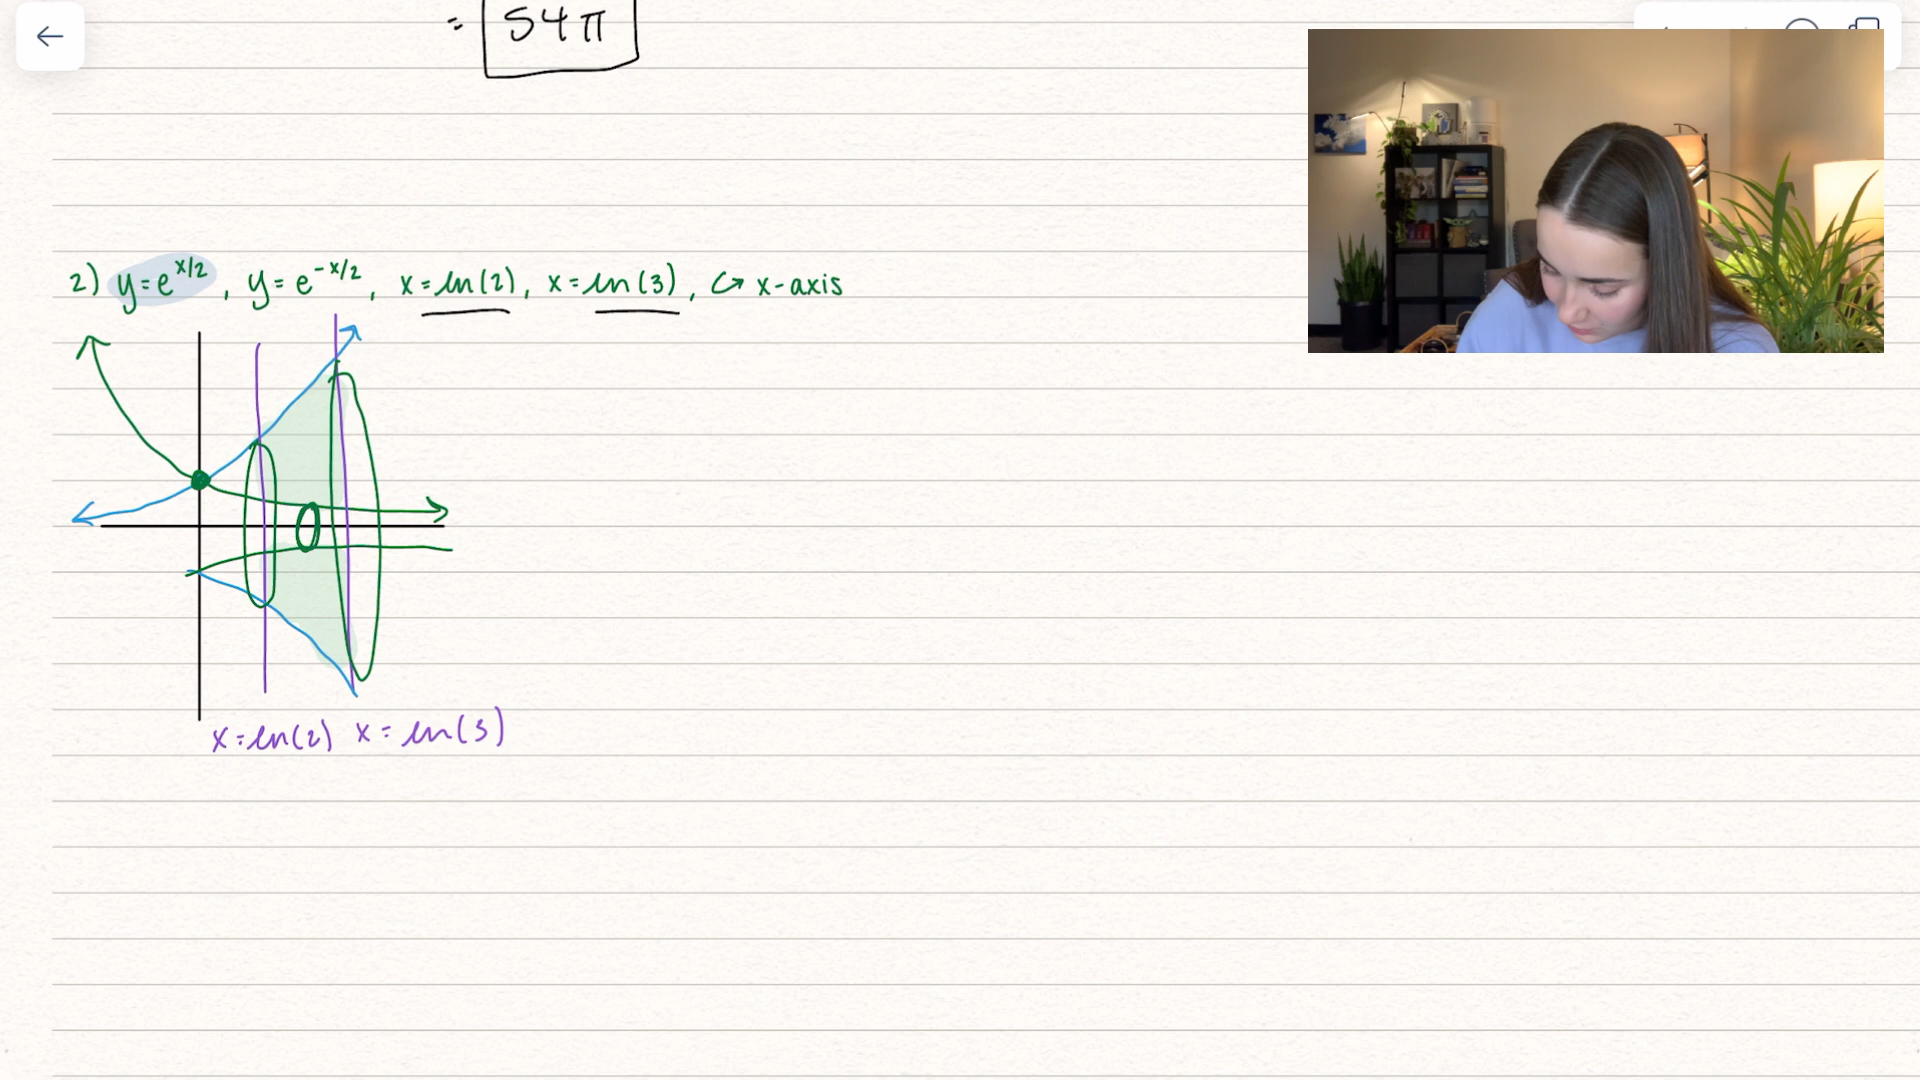 = 54π
2) y=e^x/2, y=e^-x/2, x=ln(2), x=ln(3), ↪ x-axis
x=ln(2) x=ln(3)